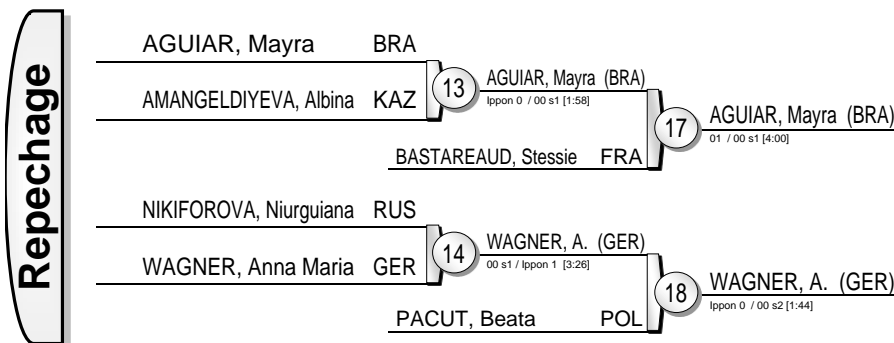 Repechage
AGUIAR, Mayra BRA
AMANGELDIYEVA, Albina KAZ
13
AGUIAR, Mayra (BRA)
Ippon 0 / 00 s1 [1:58]
BASTAREAUD, Stessie FRA
17
AGUIAR, Mayra (BRA)
01 / 00 s1 [4:00]
NIKIFOROVA, Niurguiana RUS
WAGNER, Anna Maria GER
14
WAGNER, A. (GER)
00 s1 / Ippon 1 [3:26]
PACUT, Beata POL
18
WAGNER, A. (GER)
Ippon 0 / 00 s2 [1:44]